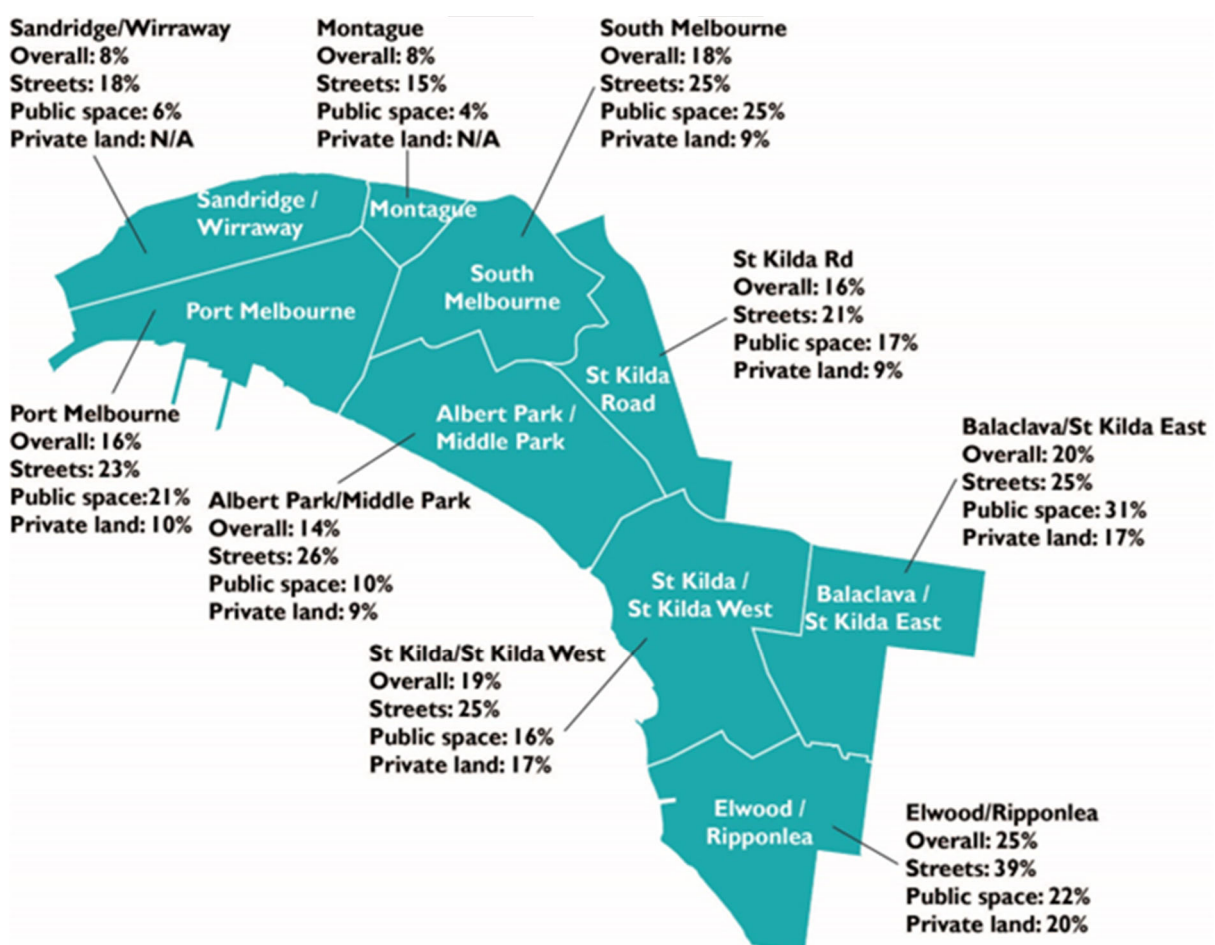 Sandridge/Wirraway
Overall: 8%
Streets: 18%
Public space: 6%
Private land: N/A
Montague
Overall: 8%
Streets: 15%
Public space: 4%
Private land: N/A
South Melbourne
Overall: 18%
Streets: 25%
Public space: 25%
Private land: 9%
Sandridge /
Wirraway
Montague
South
Melbourne
Port Melbourne
St Kilda Rd
Overall: 16%
Streets: 21%
Public space: 17%
Private land: 9%
St Kilda
Road
Albert Park /
Middle Park
Port Melbourne
Overall: 16%
Streets: 23%
Public space:21%
Private land: 10%
Albert Park/Middle Park
Overall: 14%
Streets: 26%
Public space: 10%
Private land: 9%
Balaclava/St Kilda East
Overall: 20%
Streets: 25%
Public space: 31%
Private land: 17%
St Kilda /
St Kilda West
Balaclava /
St Kilda East
St Kilda/St Kilda West
Overall: 19%
Streets: 25%
Public space: 16%
Private land: 17%
Elwood /
Ripponlea
Elwood/Ripponlea
Overall: 25%
Streets: 39%
Public space: 22%
Private land: 20%